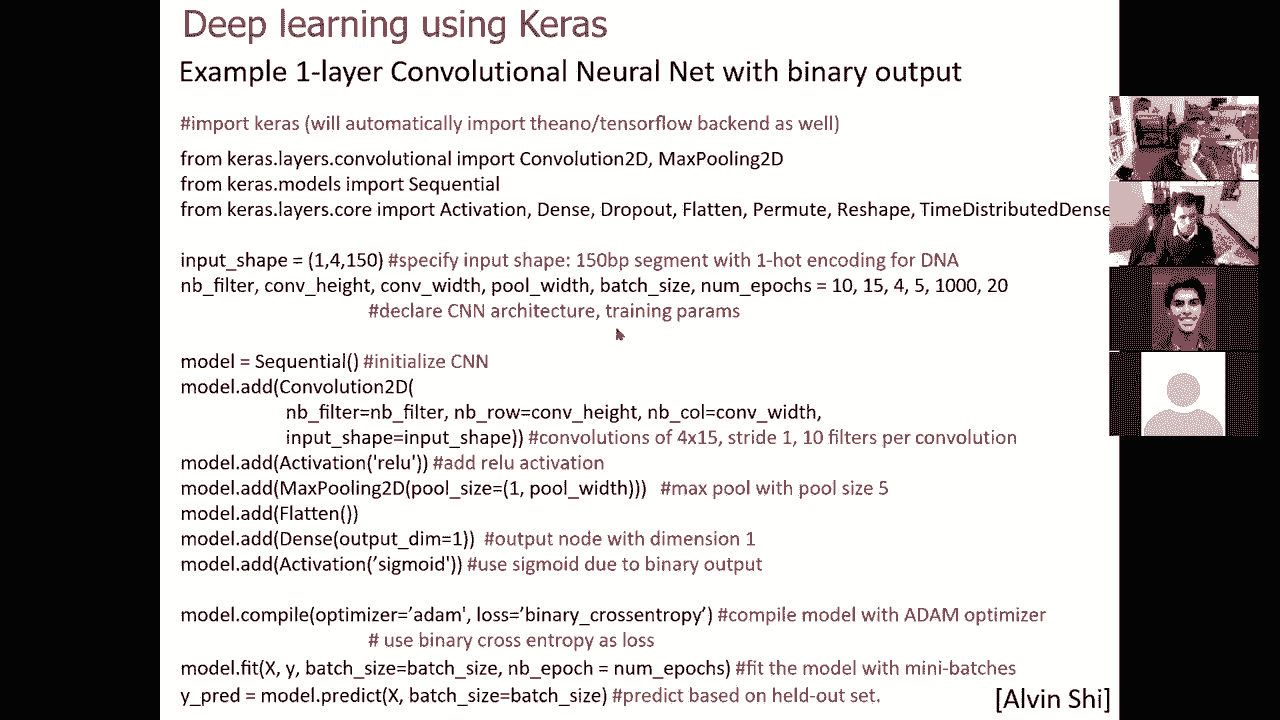 Deep learning using Keras
Example 1-layer Convolutional Neural Net with binary output
#import keras (will automatically import theano/tensorflow backend as well)
from keras.layers.convolutional import Convolution2D, MaxPooling2D
from keras.models import Sequential
from keras.layers.core import Activation, Dense, Dropout, Flatten, Permute, Reshape, TimeDistributedDense
input_shape = (1,4,150) #specify input shape: 150bp segment with 1-hot encoding for DNA
nb_filter, conv_height, conv_width, pool_width, batch_size, num_epochs = 10, 15, 4, 5, 1000, 20
#declare CNN architecture, training params
model = Sequential() #initialize CNN
model.add(Convolution2D(
nb_filter=nb_filter, nb_row=conv_height, nb_col=conv_width,
input_shape=input_shape)) #convolutions of 4x15, stride 1, 10 filters per convolution
model.add(Activation('relu')) #add relu activation
model.add(MaxPooling2D(pool_size=(1, pool_width))) #max pool with pool size 5
model.add(Flatten())
model.add(Dense(output_dim=1)) #output node with dimension 1
model.add(Activation(’sigmoid')) #use sigmoid due to binary output
model.compile(optimizer=’adam', loss=’binary_crossentropy’) #compile model with ADAM optimizer
# use binary cross entropy as loss
model.fit(X, y, batch_size=batch_size, nb_epoch = num_epochs) #fit the model with mini-batches
y_pred = model.predict(X, batch_size=batch_size) #predict based on held-out set.
[Alvin Shi]